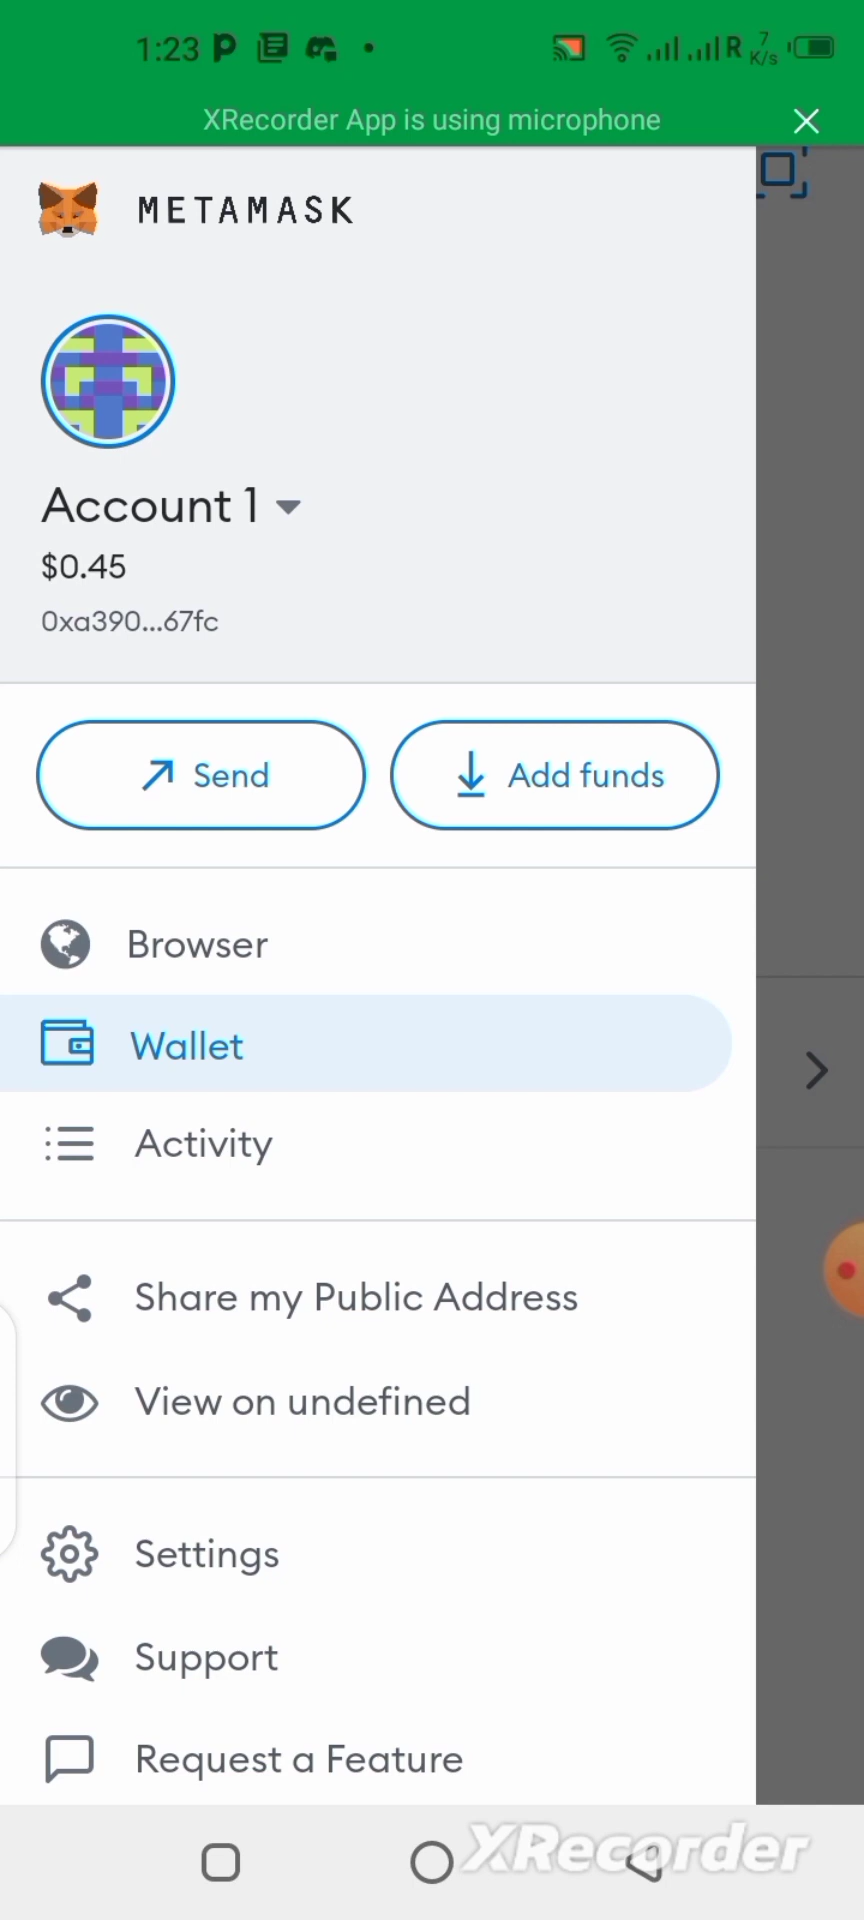 1:23
R
7
K/s
XRecorder App is using microphone
METAMASK
Account 1
$0.45
0xa390...67fc
Send
Add funds
Browser
Wallet
Activity
Share my Public Address
View on undefined
Settings
Support
Request a Feature
XRecorder